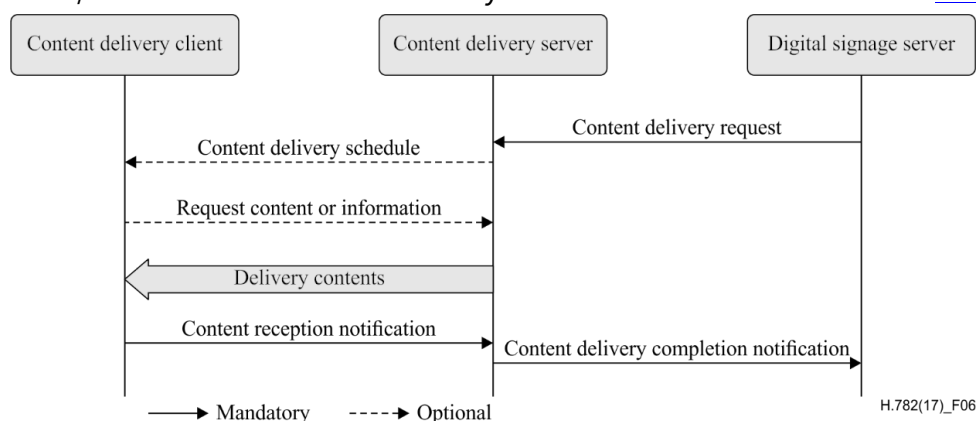 Content delivery client
Content delivery server
Digital signage server
Content delivery request
Content delivery schedule
Request content or information
Delivery contents
Content reception notification
Content delivery completion notification
Mandatory
Optional
H.782(17)_F06